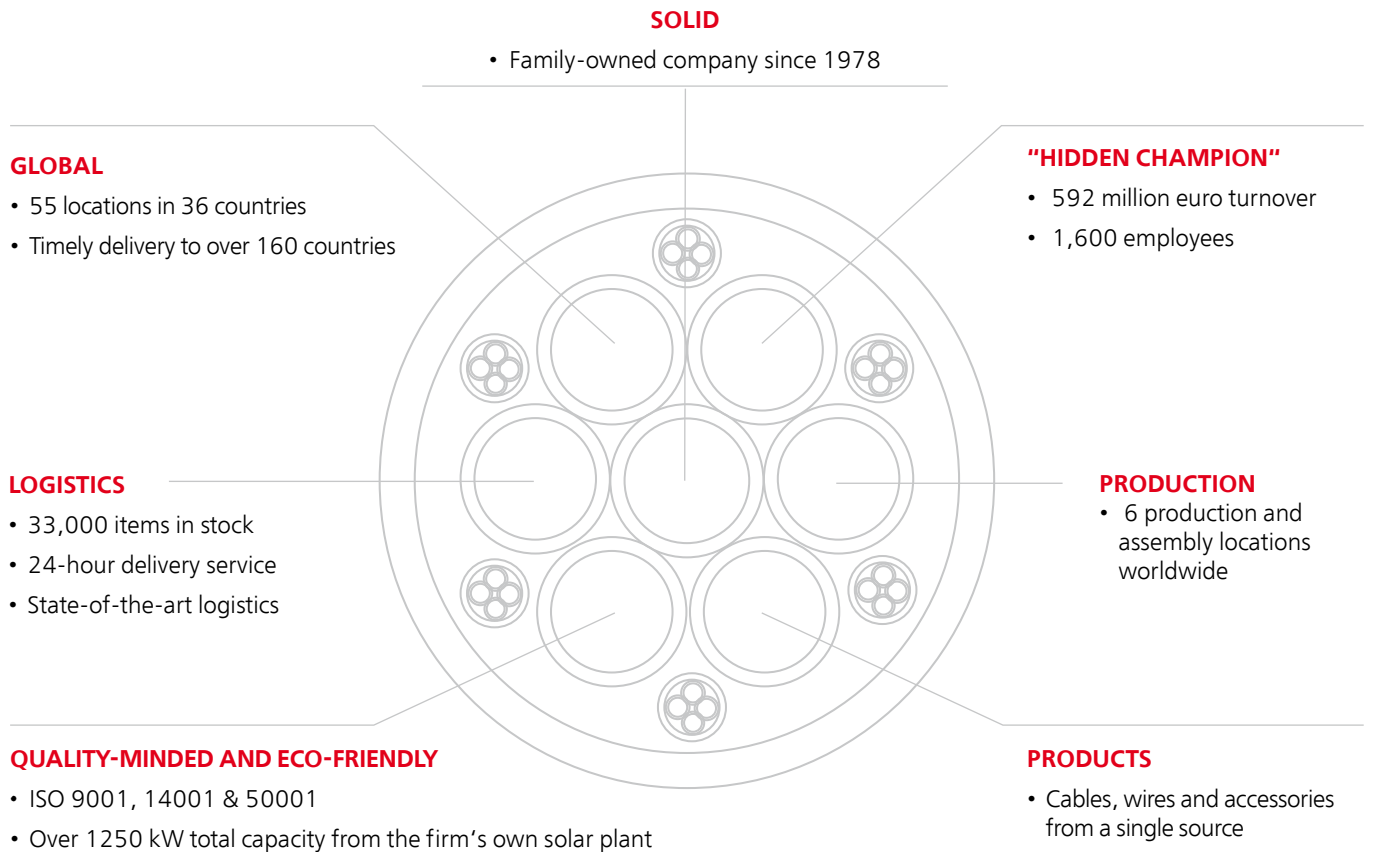 SOLID
• Family-owned company since 1978
GLOBAL
• 55 locations in 36 countries
• Timely delivery to over 160 countries
"HIDDEN CHAMPION“
• 592 million euro turnover
• 1,600 employees
LOGISTICS
• 33,000 items in stock
• 24-hour delivery service
• State-of-the-art logistics
PRODUCTION
• 6 production and
assembly locations
worldwide
QUALITY-MINDED AND ECO-FRIENDLY
• ISO 9001, 14001 & 50001
• Over 1250 kW total capacity from the firm‘s own solar plant
PRODUCTS
• Cables, wires and accessories
from a single source